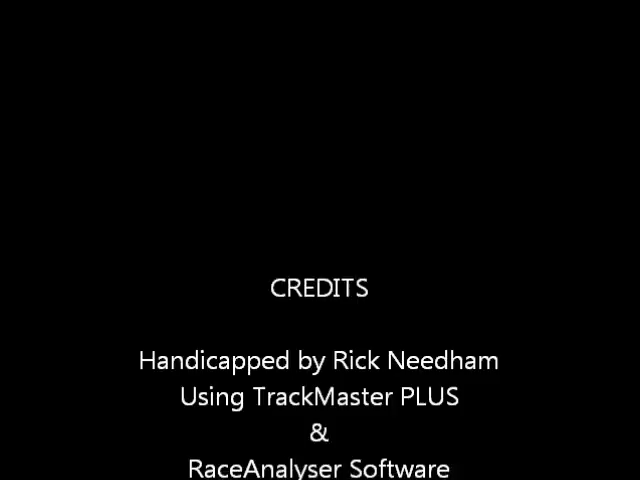 CREDITS
Handicapped by Rick Needham
Using TrackMaster PLUS
&
RaceAnalyser Software